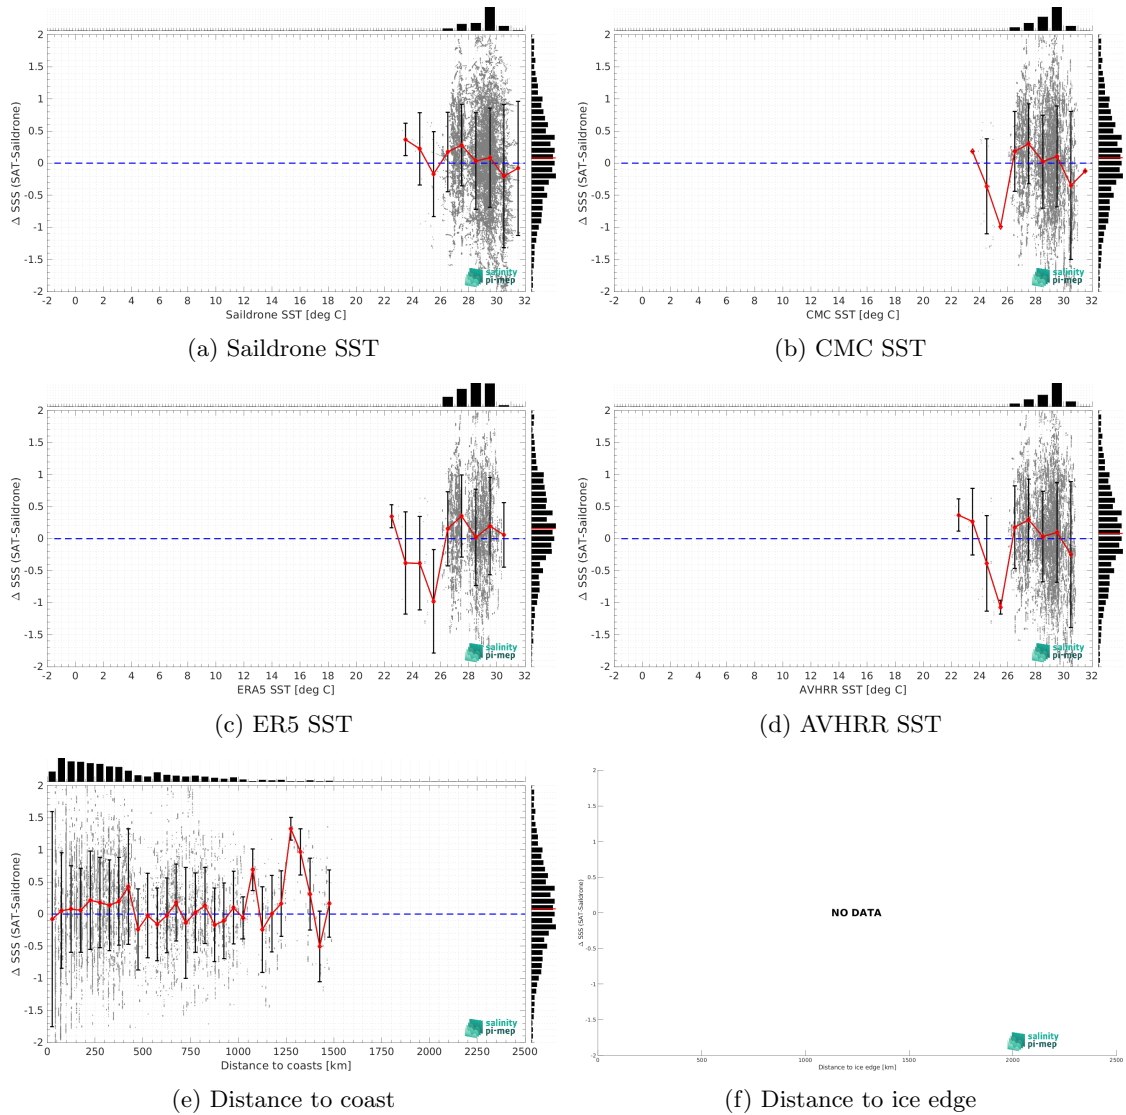 2
1.5
1
0.5
0
-0.5
-1
-1.5
-2
Δ SSS (SAT-Saildrone)
-2 0 2 4 6 8 10 12 14 16 18 20 22 24 26 28 30 32
Saildrone SST [deg C]
salinity
pi-mep
(a) Saildrone SST
2
1.5
1
0.5
0
-0.5
-1
-1.5
-2
Δ SSS (SAT-Saildrone)
-2 0 2 4 6 8 10 12 14 16 18 20 22 24 26 28 30 32
CMC SST [deg C]
salinity
pi-mep
(b) CMC SST
2
1.5
1
0.5
0
-0.5
-1
-1.5
-2
Δ SSS (SAT-Saildrone)
-2 0 2 4 6 8 10 12 14 16 18 20 22 24 26 28 30 32
ERA5 SST [deg C]
salinity
pi-mep
(c) ER5 SST
2
1.5
1
0.5
0
-0.5
-1
-1.5
-2
Δ SSS (SAT-Saildrone)
-2 0 2 4 6 8 10 12 14 16 18 20 22 24 26 28 30 32
AVHRR SST [deg C]
salinity
pi-mep
(d) AVHRR SST
2
1.5
1
0.5
0
-0.5
-1
-1.5
-2
Δ SSS (SAT-Saildrone)
0 250 500 750 1000 1250 1500 1750 2000 2250 2500
Distance to coasts [km]
salinity
pi-mep
(e) Distance to coast
2
1.5
1
0.5
0
-0.5
-1
-1.5
-2
Δ SSS (SAT-Saildrone)
NO DATA
0 500 1000 1500 2000 2500
Distance to ice edge [km]
salinity
pi-mep
(f) Distance to ice edge